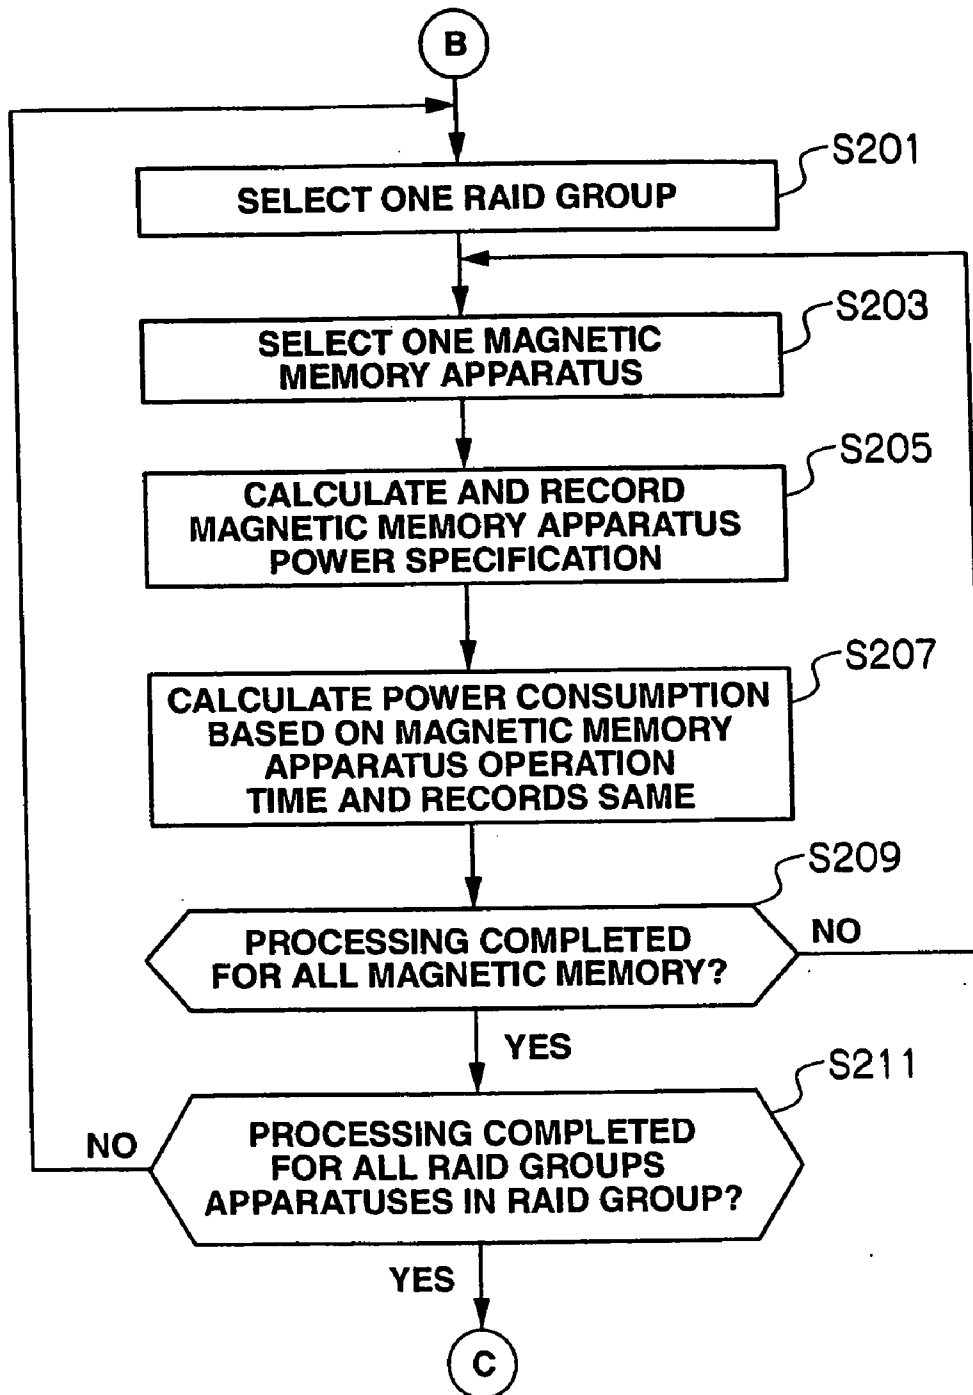 B
S201
SELECT ONE RAID GROUP
S203
SELECT ONE MAGNETIC
MEMORY APPARATUS
S205
CALCULATE AND RECORD
MAGNETIC MEMORY APPARATUS
POWER SPECIFICATION
S207
CALCULATE POWER CONSUMPTION
BASED ON MAGNETIC MEMORY
APPARATUS OPERATION
TIME AND RECORDS SAME
S209
PROCESSING COMPLETED
FOR ALL MAGNETIC MEMORY?
NO
YES
S211
PROCESSING COMPLETED
FOR ALL RAID GROUPS
APPARATUSES IN RAID GROUP?
NO
YES
C